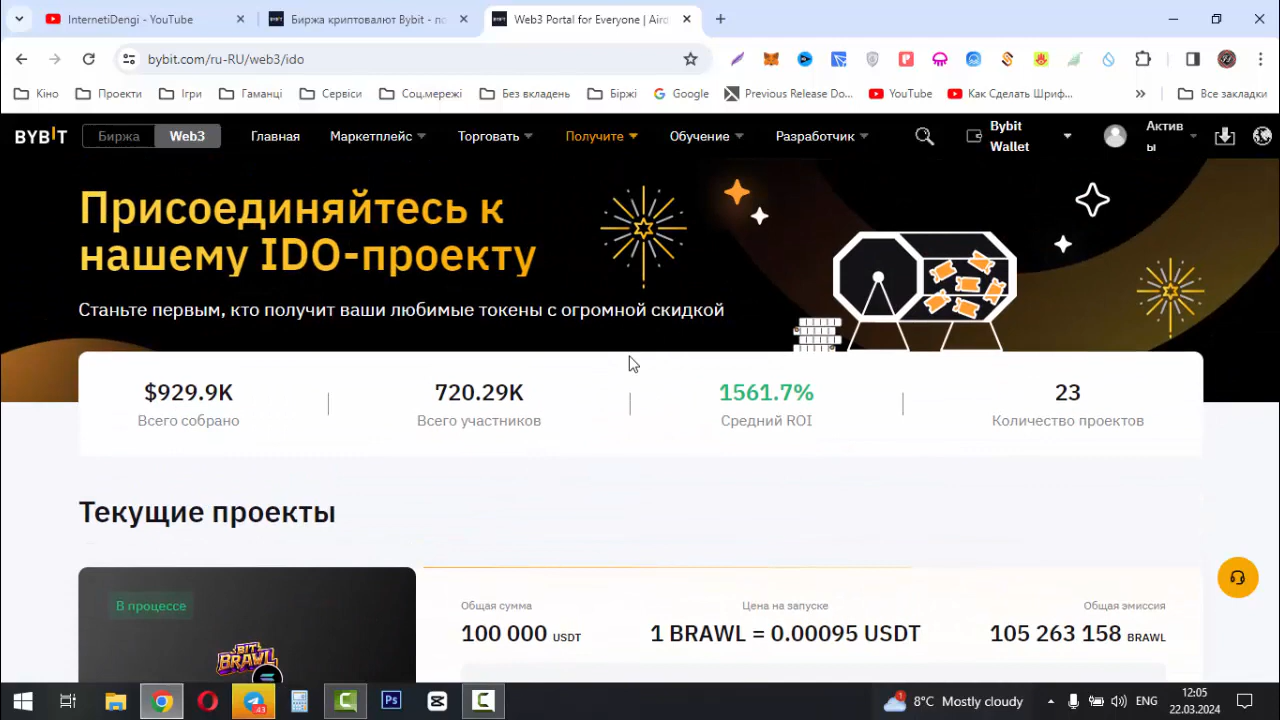 InternetiDengi - YouTube
Биржа криптовалют Bybit - по
Web3 Portal for Everyone | Aird
bybit.com/ru-RU/web3/ido
Кіно Проекти Ігри Гаманці Сервіси Соц.мережі Без вкладень Біржі Google Previous Release Do... YouTube Как Сделать Шриф... Все закладки
BYBIT Биржа Web3 Главная Маркетплейс Торговать Получите Обучение Разработчик
Bybit
Wallet
Актив
ы
Присоединяйтесь к
нашему IDO-проекту
Станьте первым, кто получит ваши любимые токены с огромной скидкой
$929.9K 720.29K 1561.7% 23
Всего собрано Всего участников Средний ROI Количество проектов
Текущие проекты
В процессе
BIT
BRAWL
Общая сумма Цена на запуске Общая эмиссия
100 000 USDT 1 BRAWL = 0.00095 USDT 105 263 158 BRAWL
43
Ps
1
8°C Mostly cloudy
ENG
12:05
22.03.2024